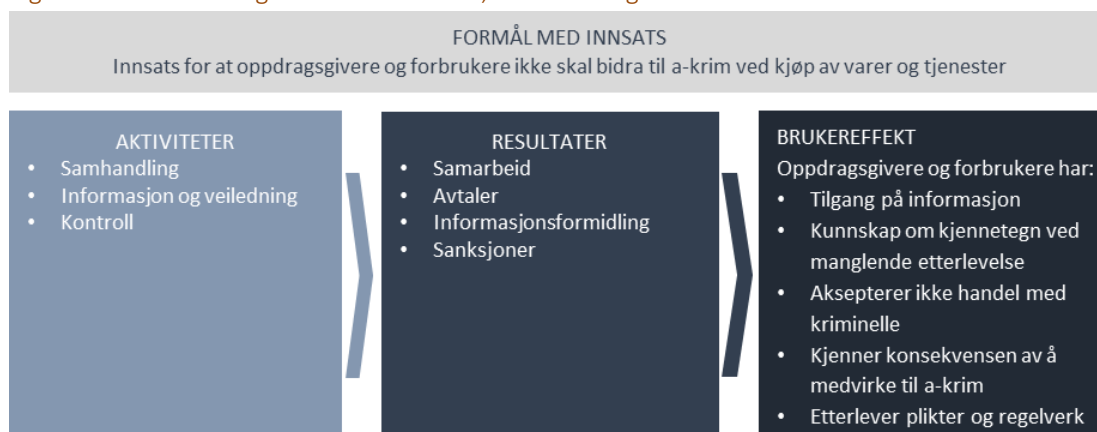 FORMÅL MED INNSATS
Innsats for at oppdragsgivere og forbrukere ikke skal bidra til a-krim ved kjøp av varer og tjenester
AKTIVITETER
• Samhandling
• Informasjon og veiledning
• Kontroll
RESULTATER
• Samarbeid
• Avtaler
• Informasjonsformidling
• Sanksjoner
BRUKEREFFEKT
Oppdragsgivere og forbrukere har:
• Tilgang på informasjon
• Kunnskap om kjennetegn ved
manglende etterlevelse
• Aksepterer ikke handel med
kriminelle
• Kjenner konsekvensen av å
medvirke til a-krim
• Etterlever plikter og regelverk